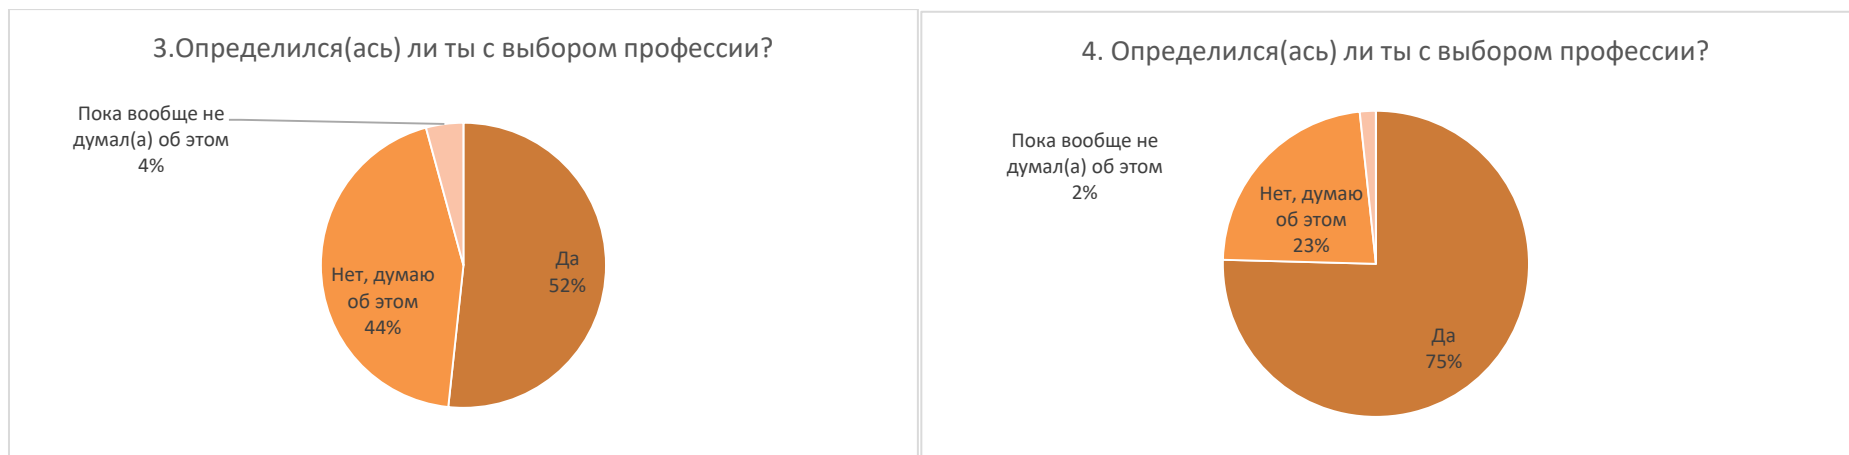 3.Определился(ась) ли ты с выбором профессии?
Пока вообще не
думал(а) об этом
4%
Нет, думаю
об этом
44%
Да
52%
4. Определился(ась) ли ты с выбором профессии?
Пока вообще не
думал(а) об этом
2%
Нет, думаю
об этом
23%
Да
75%